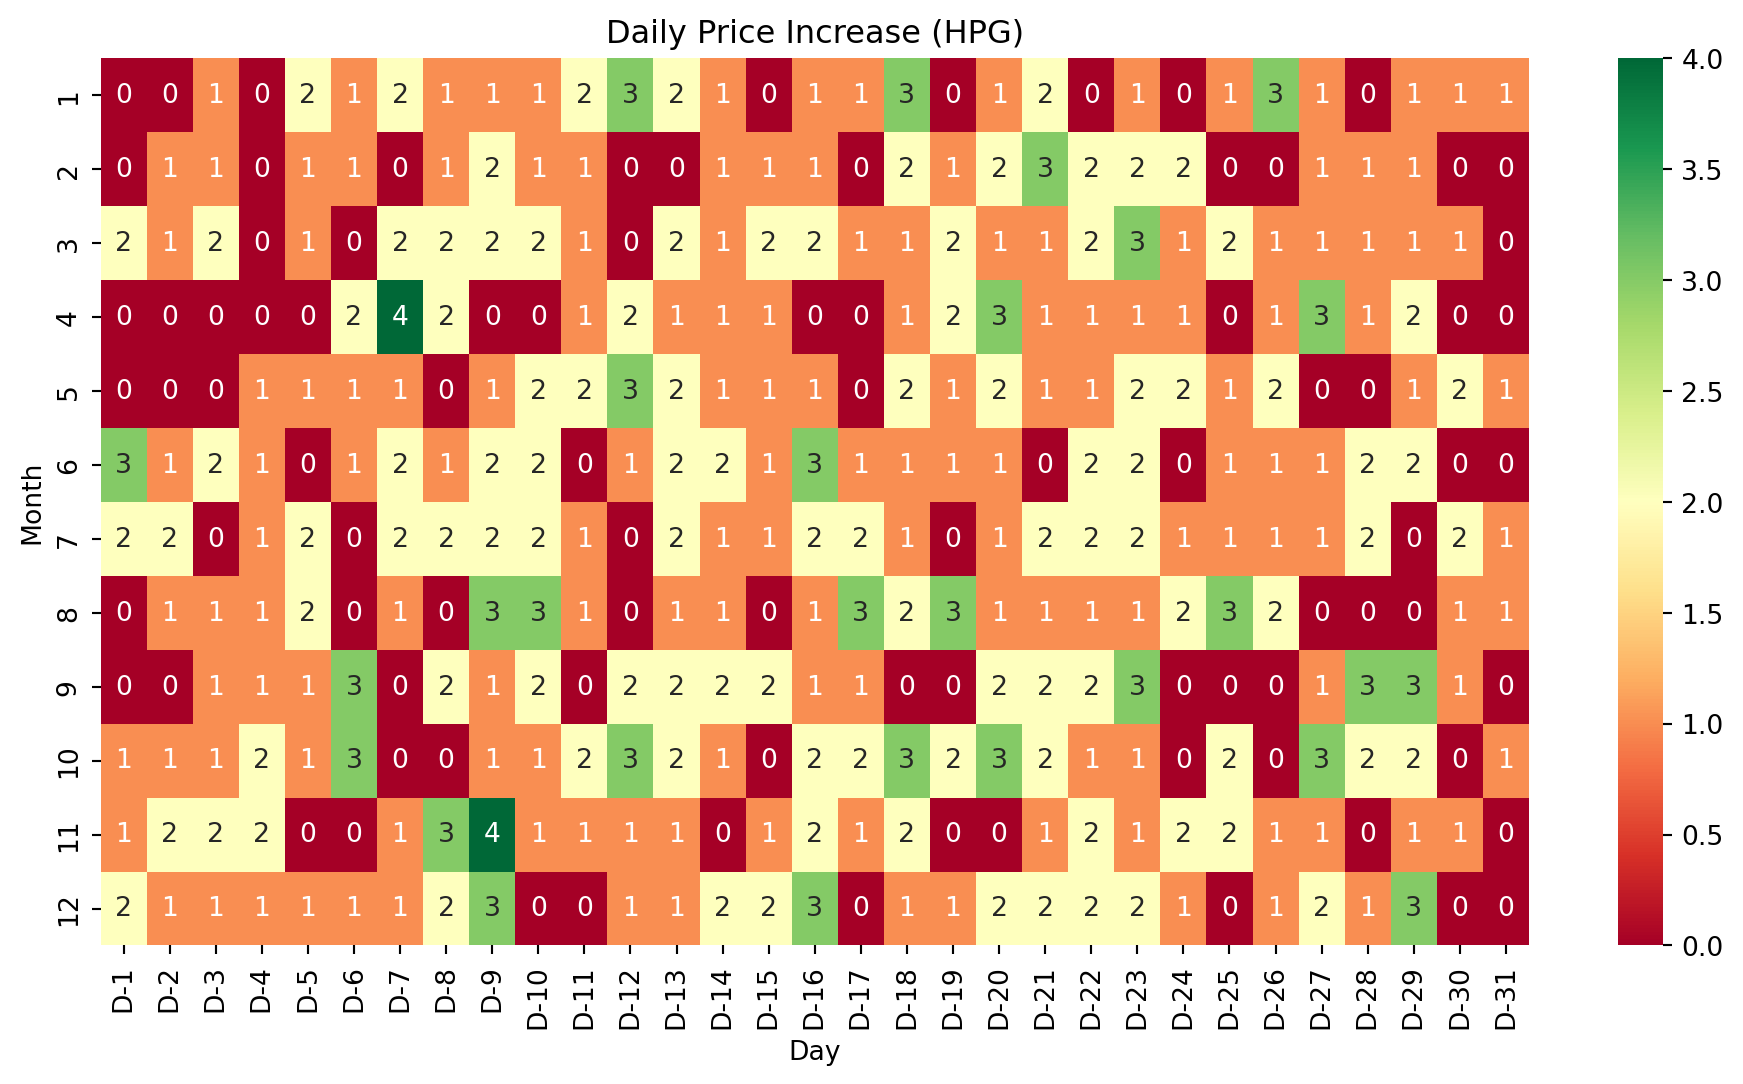 Daily Price Increase (HPG)
1 0 0 1 0 2 1 2 1 1 1 2 3 2 1 0 1 1 3 0 1 2 0 1 0 1 3 1 0 1 1 1
2 0 1 1 0 1 1 0 1 2 1 1 0 0 1 1 1 0 2 1 2 3 2 2 2 0 0 1 1 1 0 0
3 2 1 2 0 1 0 2 2 2 2 1 0 2 1 2 2 1 1 2 1 1 2 3 1 2 1 1 1 1 1 0
4 0 0 0 0 0 2 4 2 0 0 1 2 1 1 1 0 0 1 2 3 1 1 1 1 0 1 3 1 2 0 0
5 0 0 0 1 1 1 1 0 1 2 2 3 2 1 1 1 0 2 1 2 1 1 2 2 1 2 0 0 1 2 1
6 3 1 2 1 0 1 2 1 2 2 0 1 2 2 1 3 1 1 1 1 0 2 2 0 1 1 1 2 2 0 0
7 2 2 0 1 2 0 2 2 2 2 1 0 2 1 1 2 2 1 0 1 2 2 2 1 1 1 1 2 0 2 1
8 0 1 1 1 2 0 1 0 3 3 1 0 1 1 0 1 3 2 3 1 1 1 1 2 3 2 0 0 0 1 1
9 0 0 1 1 1 3 0 2 1 2 0 2 2 2 2 1 1 0 0 2 2 2 3 0 0 0 1 3 3 1 0
10 1 1 1 2 1 3 0 0 1 1 2 3 2 1 0 2 2 3 2 3 2 1 1 0 2 0 3 2 2 0 1
11 1 2 2 2 0 0 1 3 4 1 1 1 1 0 1 2 1 2 0 0 1 2 1 2 2 1 1 0 1 1 0
12 2 1 1 1 1 1 1 2 3 0 0 1 1 2 2 3 0 1 1 2 2 2 2 1 0 1 2 1 3 0 0
Month
D-1 D-2 D-3 D-4 D-5 D-6 D-7 D-8 D-9 D-10 D-11 D-12 D-13 D-14 D-15 D-16 D-17 D-18 D-19 D-20 D-21 D-22 D-23 D-24 D-25 D-26 D-27 D-28 D-29 D-30 D-31
Day
4.0
3.5
3.0
2.5
2.0
1.5
1.0
0.5
0.0